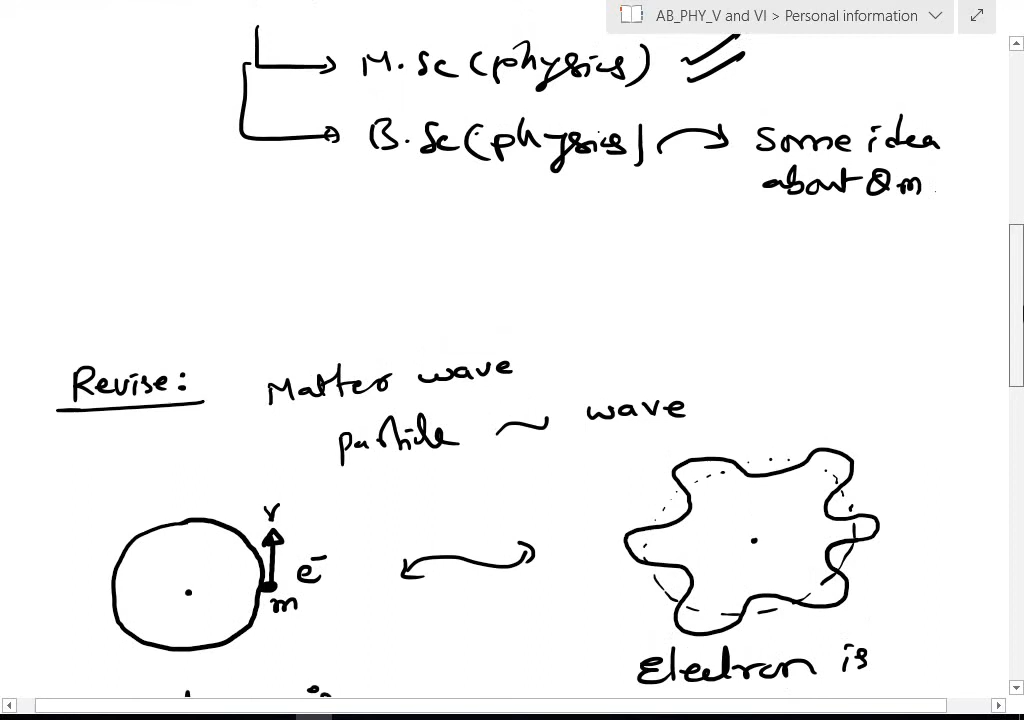 AB_PHY_V and VI > Personal information
M.Sc (physics)
B.Sc (physics) Some idea
about Qm.
Revise: Matter wave
particle ~ wave
v
e⁻
m
Electron is